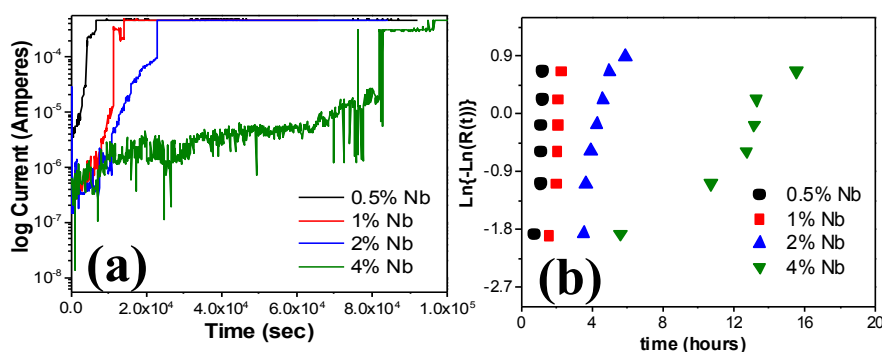 log Current (Amperes)
10⁻⁴
10⁻⁵
10⁻⁶
10⁻⁷
10⁻⁸
0.5% Nb
1% Nb
2% Nb
4% Nb
(a)
0.0
2.0x10⁴
4.0x10⁴
6.0x10⁴
8.0x10⁴
1.0x10⁵
Time (sec)
Ln{-Ln(R(t))}
0.9
0.0
-0.9
-1.8
-2.7
0.5% Nb
1% Nb
2% Nb
4% Nb
(b)
0
4
8
12
16
20
time (hours)